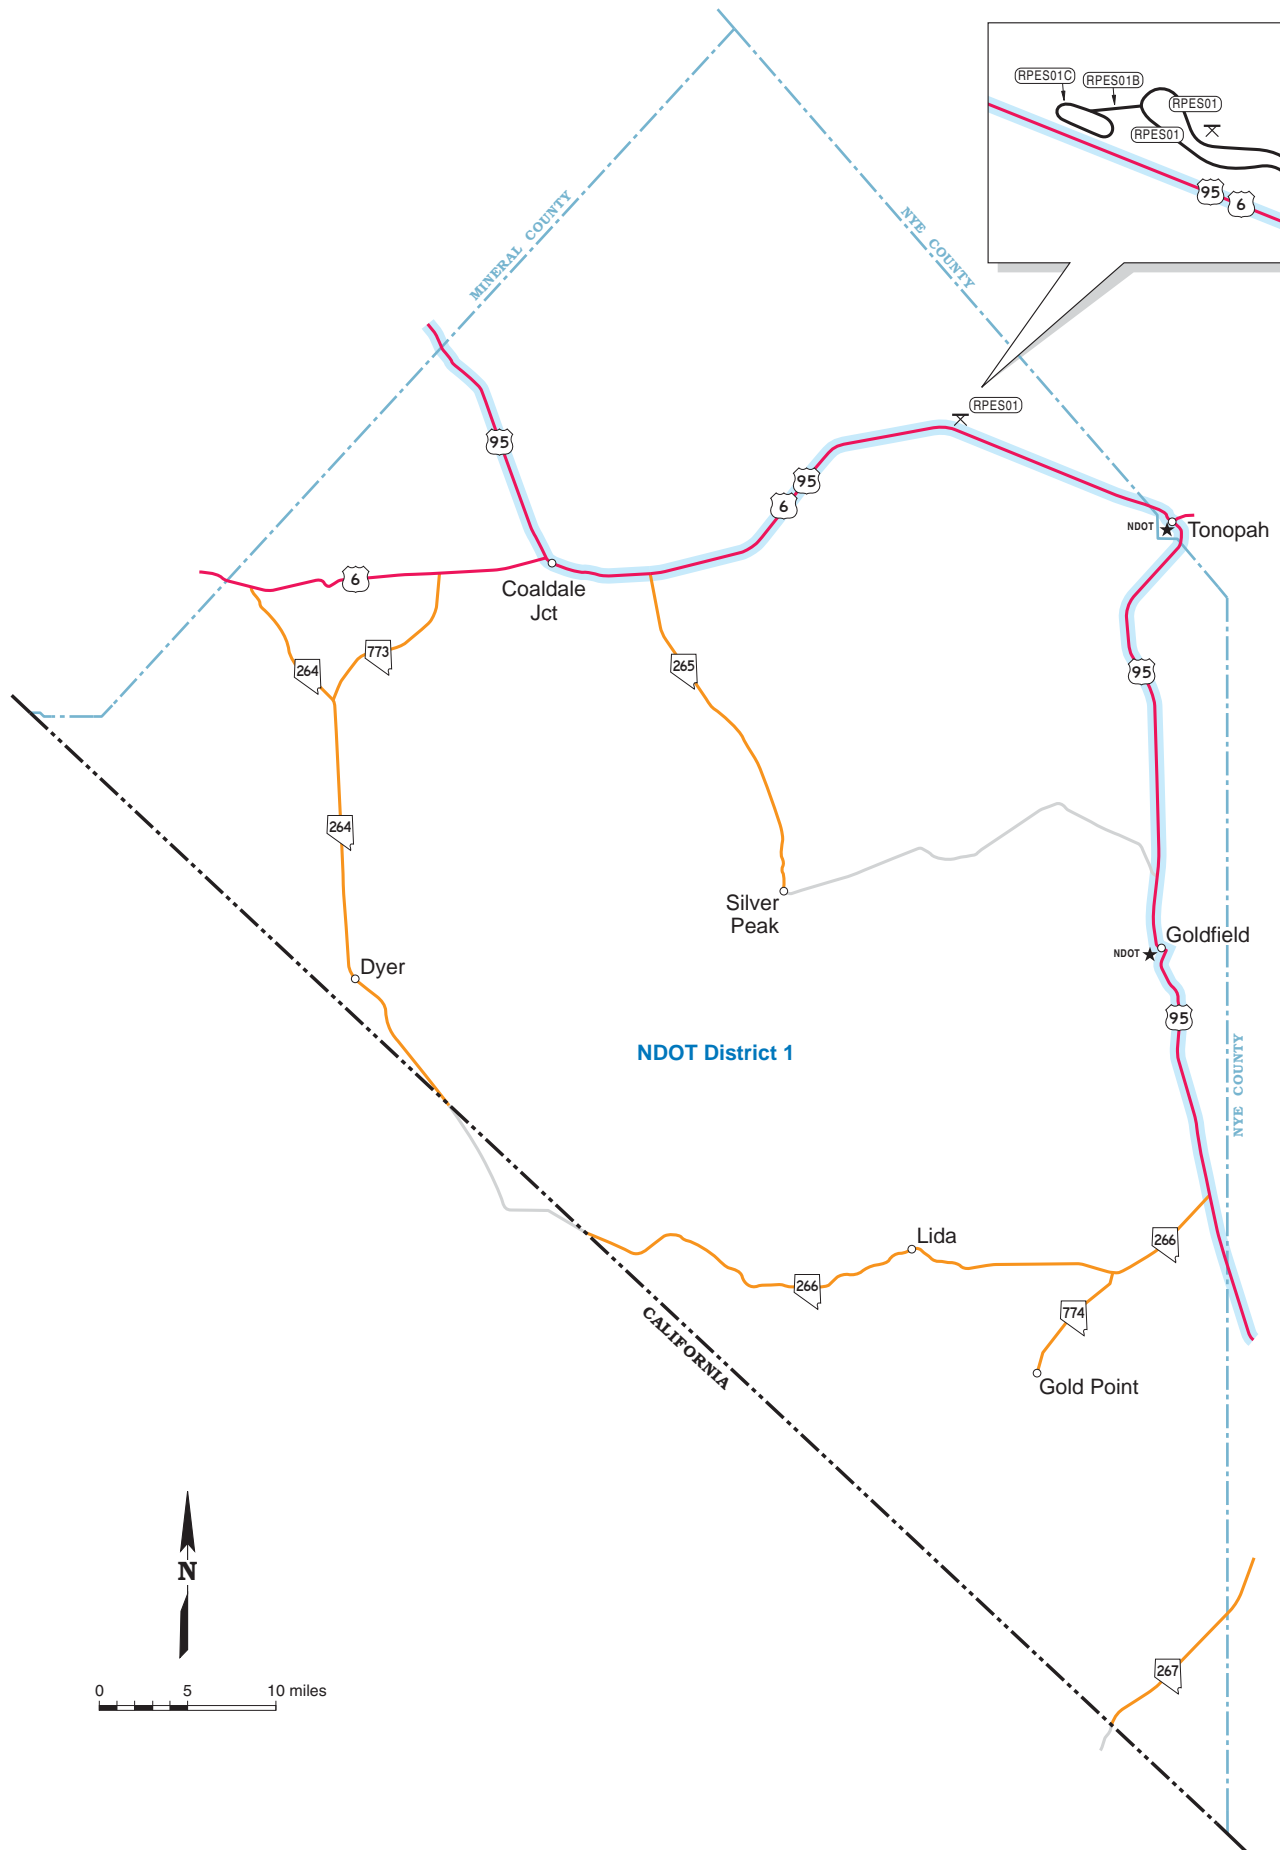 RPES01C
RPES01B
RPES01
RPES01
95
6
MINERAL COUNTY
NYE COUNTY
RPES01
95
95
6
NDOT
Tonopah
6
Coaldale
Jct
264
773
265
95
264
Silver
Peak
Goldfield
NDOT
Dyer
95
NDOT District 1
NYE COUNTY
Lida
266
266
774
CALIFORNIA
Gold Point
N
267
0
5
10 miles